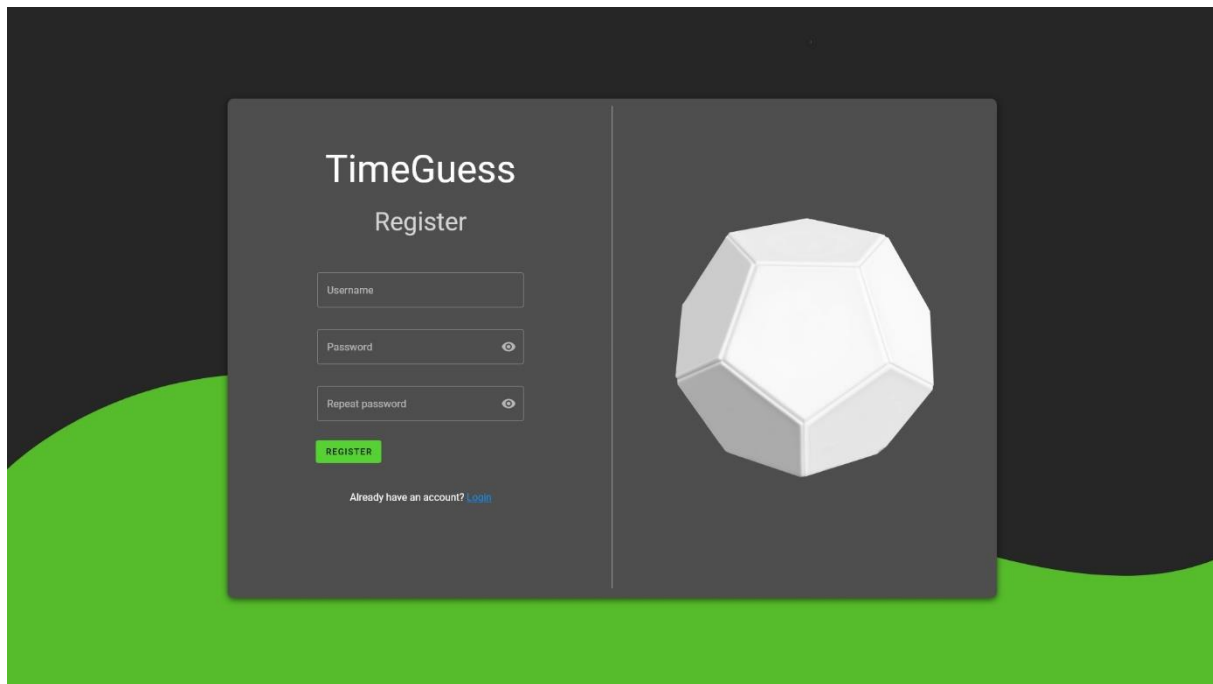 TimeGuess
Register
Username
Password
Repeat password
REGISTER
Already have an account? Login